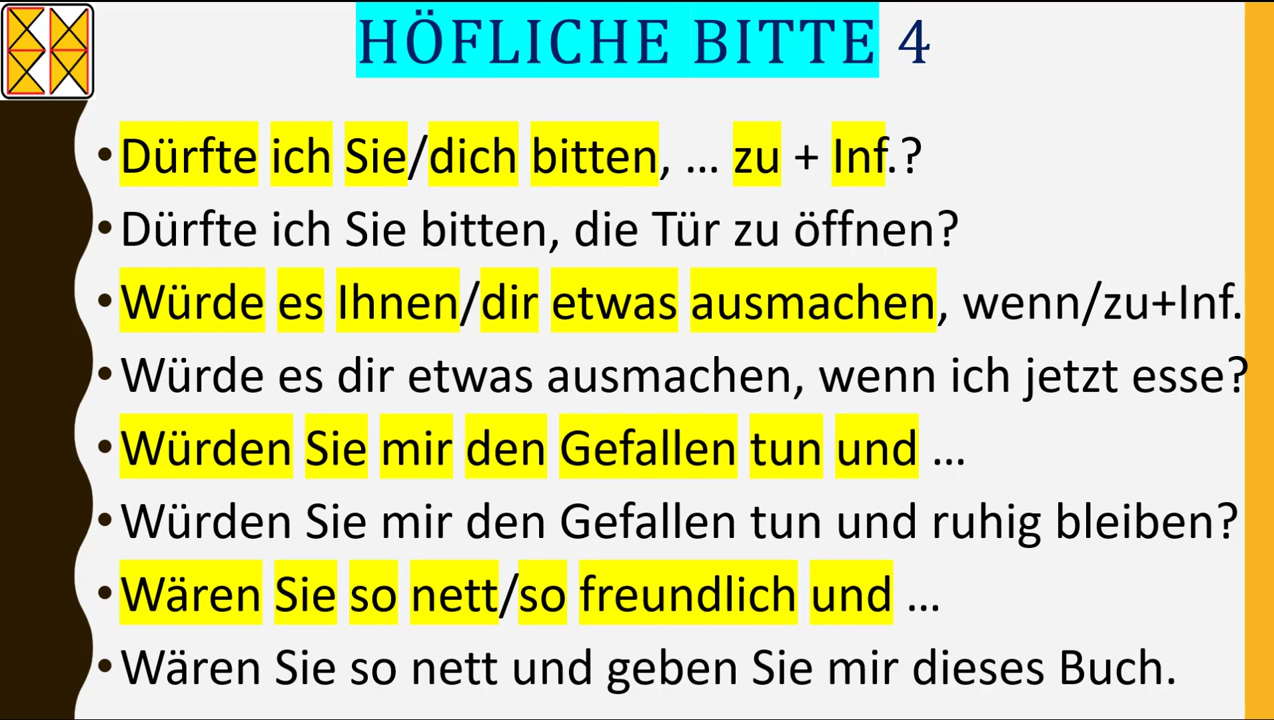 HÖFLICHE BITTE 4
• Dürfte ich Sie/dich bitten, ... zu + Inf.?
• Dürfte ich Sie bitten, die Tür zu öffnen?
• Würde es Ihnen/dir etwas ausmachen, wenn/zu+Inf.
• Würde es dir etwas ausmachen, wenn ich jetzt esse?
• Würden Sie mir den Gefallen tun und ...
• Würden Sie mir den Gefallen tun und ruhig bleiben?
• Wären Sie so nett/so freundlich und ...
• Wären Sie so nett und geben Sie mir dieses Buch.